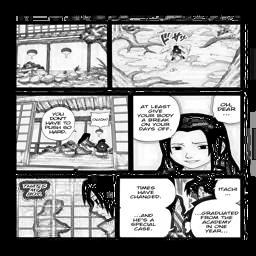 OH,
DEAR
...
AT LEAST
GIVE
YOUR BODY
A BREAK
ON YOUR
DAYS OFF.
YOU
DON'T
HAVE TO
PUSH SO
HARD.
ITACHI
...
...GRADUATED
FROM THE
ACADEMY
IN ONE
YEAR...
TIMES
HAVE
CHANGED.
...AND
HE'S A
SPECIAL
CASE.